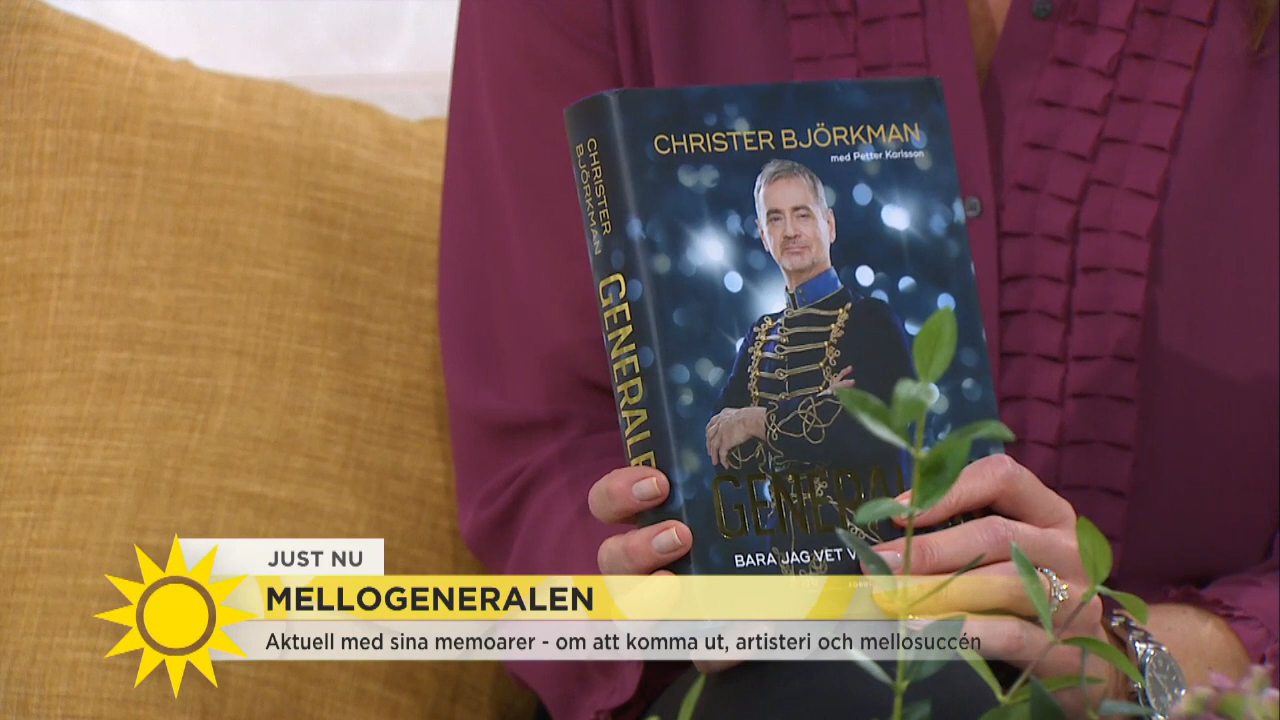 CHRISTER BJÖRKMAN
med Petter Karlsson
CHRISTER
BJÖRKMAN
BARA JAG VET
JUST NU
MELLOGENERALEN
Aktuell med sina memoarer - om att komma ut, artisteri och mellosuccén